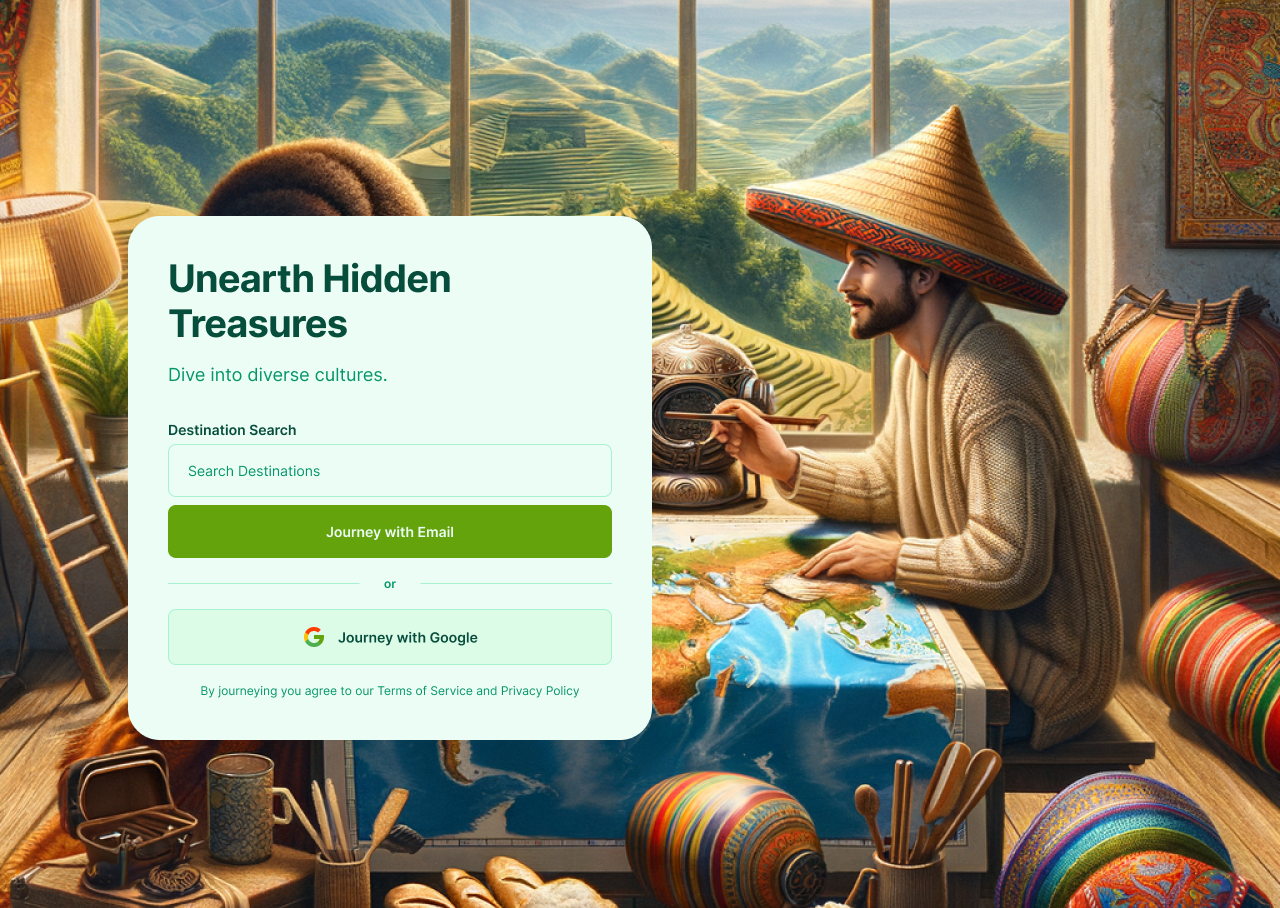 Unearth Hidden
Treasures
Dive into diverse cultures.
Destination Search
Search Destinations
Journey with Email
or
Journey with Google
By journeying you agree to our Terms of Service and Privacy Policy